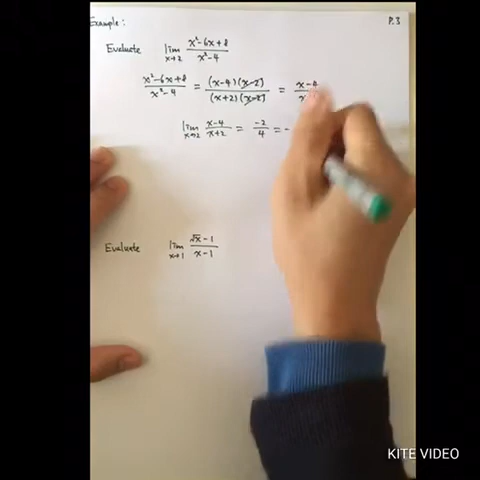 Example: P.3
Evaluate lim x→2 x²-6x+8 / x²-4
x²-6x+8 / x²-4 = (x-4)(x-2) / (x+2)(x-2) = x-4
lim x→2 x-4 / x+2 = -2 / 4 = -
Evaluate lim x→1 √x-1 / x-1
KITE VIDEO